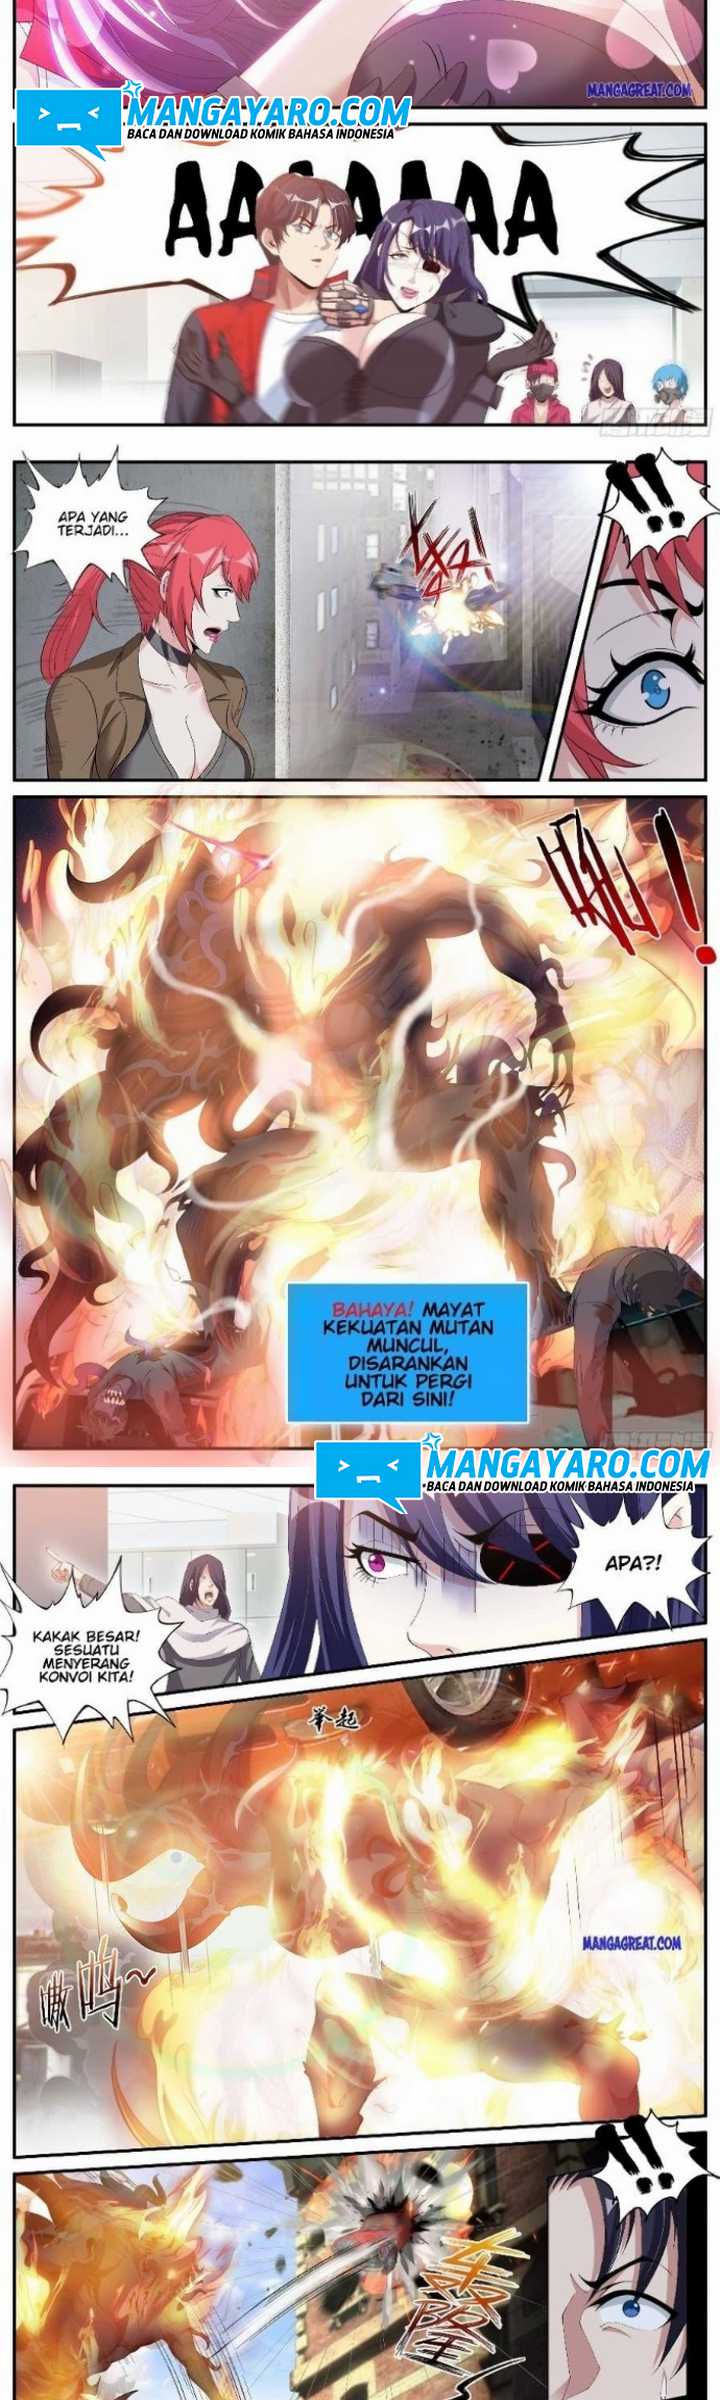 MANGAGREAT.COM
MANGAYARO.COM
BACA DAN DOWNLOAD KOMIK BAHASA INDONESIA
AAAAAAA
APA YANG
TERJADI...
!!
BAHAYA! MAYAT
KEKUATAN MUTAN
MUNCUL,
DISARANKAN
UNTUK PERGI
DARI SINI!
MANGAYARO.COM
BACA DAN DOWNLOAD KOMIK BAHASA INDONESIA
APA?!
KAKAK BESAR!
SESUATU
MENYERANG
KONVOI KITA!
举起
MANGAGREAT.COM
嗷呜~
!!
轰隆